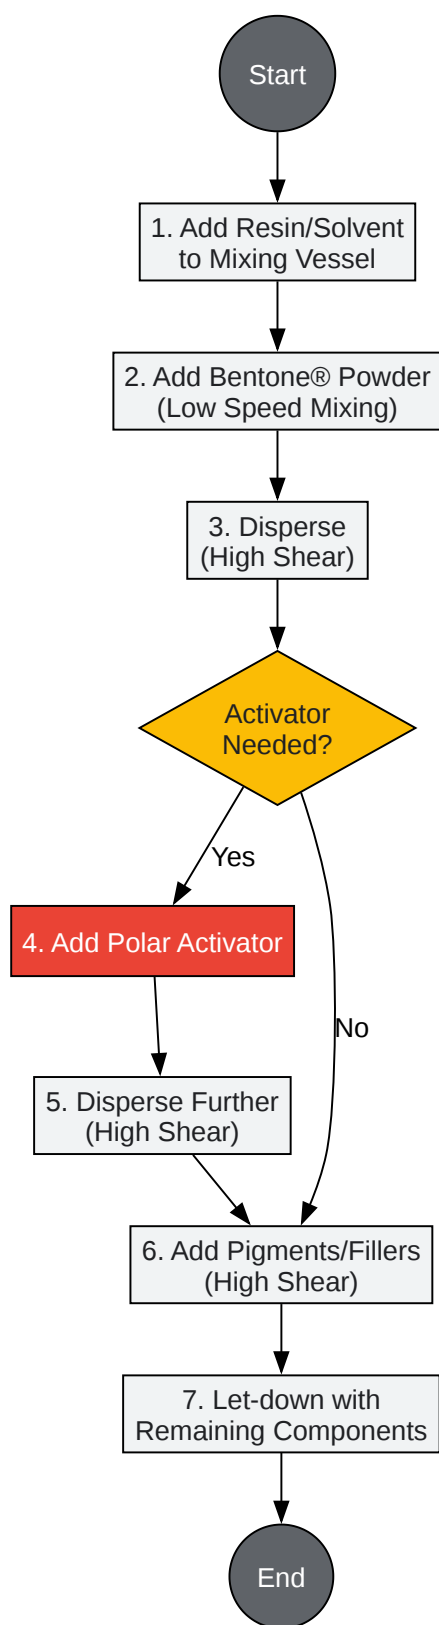 Start
1. Add Resin/Solvent
to Mixing Vessel
2. Add Bentone® Powder
(Low Speed Mixing)
3. Disperse
(High Shear)
Activator
Needed?
Yes
4. Add Polar Activator
No
5. Disperse Further
(High Shear)
6. Add Pigments/Fillers
(High Shear)
7. Let-down with
Remaining Components
End